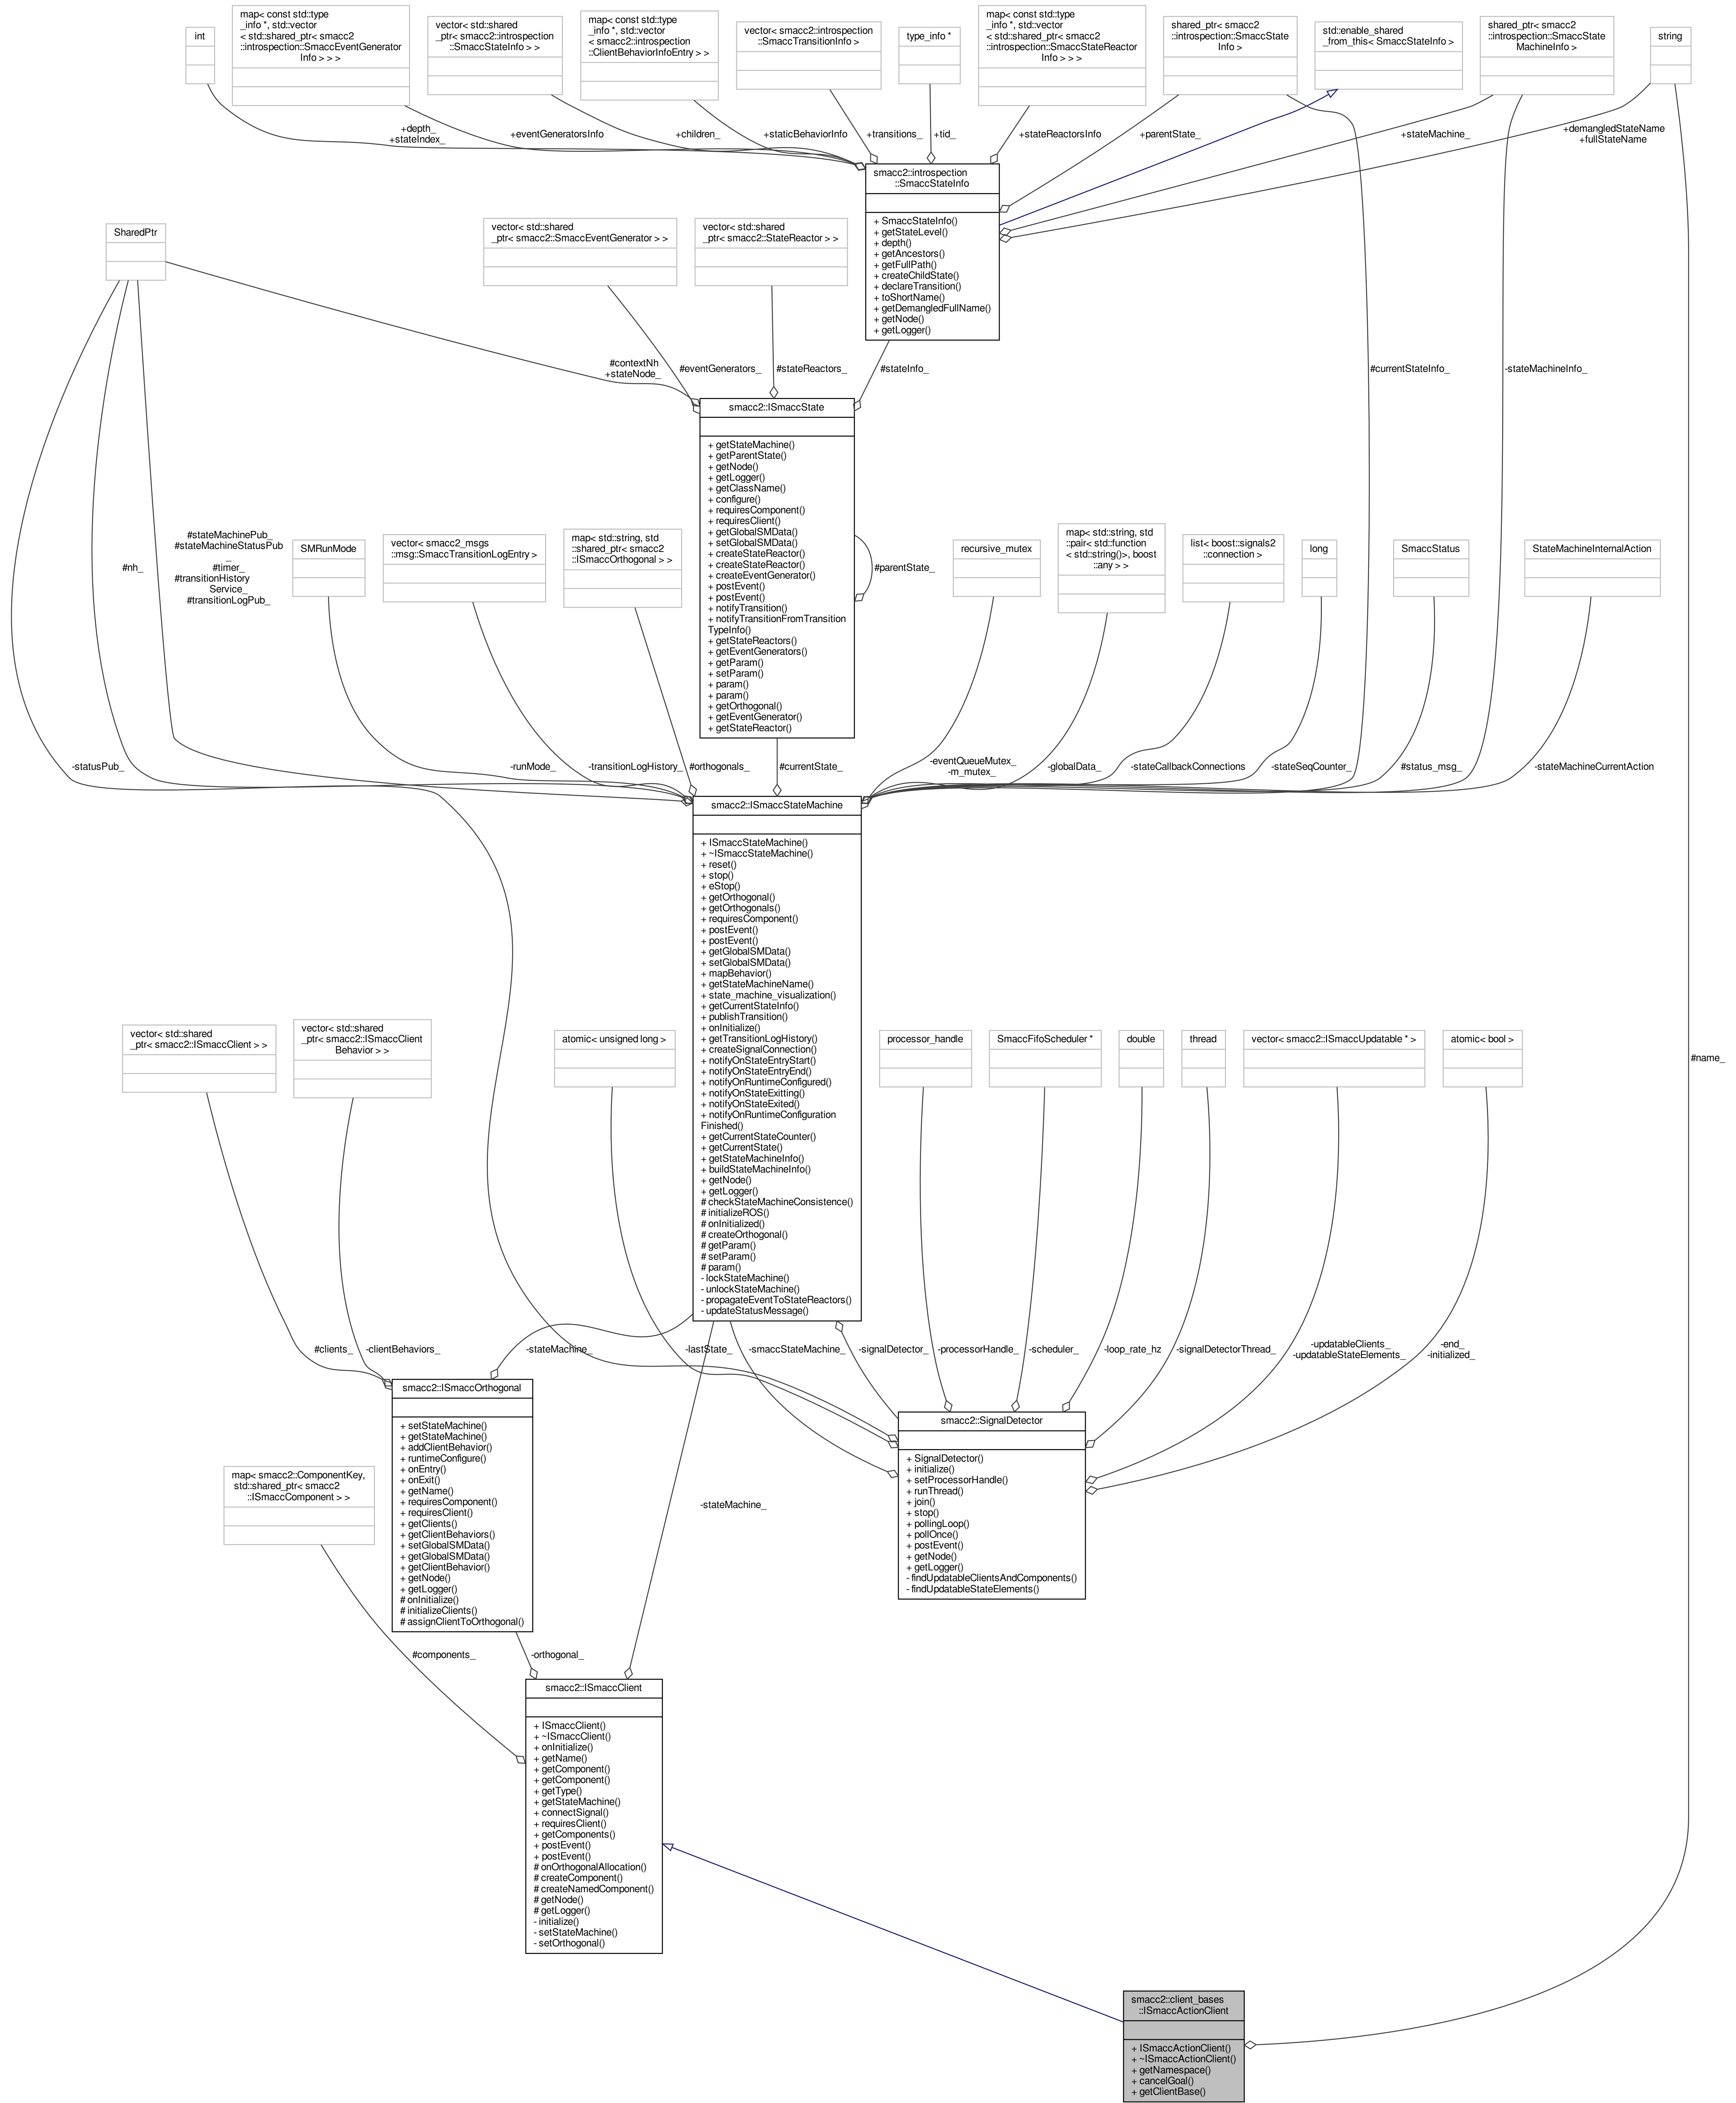 int
map< const std::type
_info *, std::vector
< std::shared_ptr< smacc2
::introspection::SmaccEventGenerator
Info > > >
vector< std::shared
_ptr< smacc2::introspection
::SmaccStateInfo > >
map< const std::type
_info *, std::vector
< smacc2::introspection
::ClientBehaviorInfoEntry > >
vector< smacc2::introspection
::SmaccTransitionInfo >
type_info *
map< const std::type
_info *, std::vector
< std::shared_ptr< smacc2
::introspection::SmaccStateReactor
Info > > >
shared_ptr< smacc2
::introspection::SmaccState
Info >
std::enable_shared
_from_this< SmaccStateInfo >
shared_ptr< smacc2
::introspection::SmaccState
MachineInfo >
string
+depth_
+stateIndex_
+eventGeneratorsInfo
+children_
+staticBehaviorInfo
+transitions_
+tid_
+stateReactorsInfo
+parentState_
+stateMachine_
+demangledStateName
+fullStateName
smacc2::introspection
::SmaccStateInfo
+ SmaccStateInfo()
+ getStateLevel()
+ depth()
+ getAncestors()
+ getFullPath()
+ createChildState()
+ declareTransition()
+ toShortName()
+ getDemangledFullName()
+ getNode()
+ getLogger()
SharedPtr
vector< std::shared
_ptr< smacc2::SmaccEventGenerator > >
vector< std::shared
_ptr< smacc2::StateReactor > >
#contextNh
+stateNode_
#eventGenerators_
#stateReactors_
#stateInfo_
#currentStateInfo_
-stateMachineInfo_
smacc2::ISmaccState
+ getStateMachine()
+ getParentState()
+ getNode()
+ getLogger()
+ getClassName()
+ configure()
+ requiresComponent()
+ requiresClient()
+ getGlobalSMData()
+ setGlobalSMData()
+ createStateReactor()
+ createStateReactor()
+ createEventGenerator()
+ postEvent()
+ postEvent()
+ notifyTransition()
+ notifyTransitionFromTransition
TypeInfo()
+ getStateReactors()
+ getEventGenerators()
+ getParam()
+ setParam()
+ param()
+ param()
+ getOrthogonal()
+ getEventGenerator()
+ getStateReactor()
#parentState_
#nh_
#stateMachinePub_
#stateMachineStatusPub
_
#timer_
#transitionHistory
Service_
#transitionLogPub_
SMRunMode
vector< smacc2_msgs
::msg::SmaccTransitionLogEntry >
map< std::string, std
::shared_ptr< smacc2
::ISmaccOrthogonal > >
recursive_mutex
map< std::string, std
::pair< std::function
< std::string()>, boost
::any > >
list< boost::signals2
::connection >
long
SmaccStatus
StateMachineInternalAction
-statusPub_
-runMode_
-transitionLogHistory_
#orthogonals_
#currentState_
-eventQueueMutex_
-m_mutex_
-globalData_
-stateCallbackConnections
-stateSeqCounter_
#status_msg_
-stateMachineCurrentAction
smacc2::ISmaccStateMachine
+ ISmaccStateMachine()
+ ~ISmaccStateMachine()
+ reset()
+ stop()
+ eStop()
+ getOrthogonal()
+ getOrthogonals()
+ requiresComponent()
+ postEvent()
+ postEvent()
+ getGlobalSMData()
+ setGlobalSMData()
+ mapBehavior()
+ getStateMachineName()
+ state_machine_visualization()
+ getCurrentStateInfo()
+ publishTransition()
+ onInitialize()
+ getTransitionLogHistory()
+ createSignalConnection()
+ notifyOnStateEntryStart()
+ notifyOnStateEntryEnd()
+ notifyOnRuntimeConfigured()
+ notifyOnStateExitting()
+ notifyOnStateExited()
+ notifyOnRuntimeConfiguration
Finished()
+ getCurrentStateCounter()
+ getCurrentState()
+ getStateMachineInfo()
+ buildStateMachineInfo()
+ getNode()
+ getLogger()
# checkStateMachineConsistence()
# initializeROS()
# onInitialized()
# createOrthogonal()
# getParam()
# setParam()
# param()
- lockStateMachine()
- unlockStateMachine()
- propagateEventToStateReactors()
- updateStatusMessage()
vector< std::shared
_ptr< smacc2::ISmaccClient > >
vector< std::shared
_ptr< smacc2::ISmaccClient
Behavior > >
atomic< unsigned long >
processor_handle
SmaccFifoScheduler *
double
thread
vector< smacc2::ISmaccUpdatable * >
atomic< bool >
#name_
#clients_
-clientBehaviors_
-stateMachine_
-lastState_
-smaccStateMachine_
-signalDetector_
-processorHandle_
-scheduler_
-loop_rate_hz
-signalDetectorThread_
-updatableClients_
-updatableStateElements_
-end_
-initialized_
smacc2::ISmaccOrthogonal
+ setStateMachine()
+ getStateMachine()
+ addClientBehavior()
+ runtimeConfigure()
+ onEntry()
+ onExit()
+ getName()
+ requiresComponent()
+ requiresClient()
+ getClients()
+ getClientBehaviors()
+ setGlobalSMData()
+ getGlobalSMData()
+ getClientBehavior()
+ getNode()
+ getLogger()
# onInitialize()
# initializeClients()
# assignClientToOrthogonal()
smacc2::SignalDetector
+ SignalDetector()
+ initialize()
+ setProcessorHandle()
+ runThread()
+ join()
+ stop()
+ pollingLoop()
+ pollOnce()
+ postEvent()
+ getNode()
+ getLogger()
- findUpdatableClientsAndComponents()
- findUpdatableStateElements()
map< smacc2::ComponentKey,
std::shared_ptr< smacc2
::ISmaccComponent > >
-stateMachine_
#components_
-orthogonal_
smacc2::ISmaccClient
+ ISmaccClient()
+ ~ISmaccClient()
+ onInitialize()
+ getName()
+ getComponent()
+ getComponent()
+ getType()
+ getStateMachine()
+ connectSignal()
+ requiresClient()
+ getComponents()
+ postEvent()
+ postEvent()
# onOrthogonalAllocation()
# createComponent()
# createNamedComponent()
# getNode()
# getLogger()
- initialize()
- setStateMachine()
- setOrthogonal()
smacc2::client_bases
::ISmaccActionClient
+ ISmaccActionClient()
+ ~ISmaccActionClient()
+ getNamespace()
+ cancelGoal()
+ getClientBase()